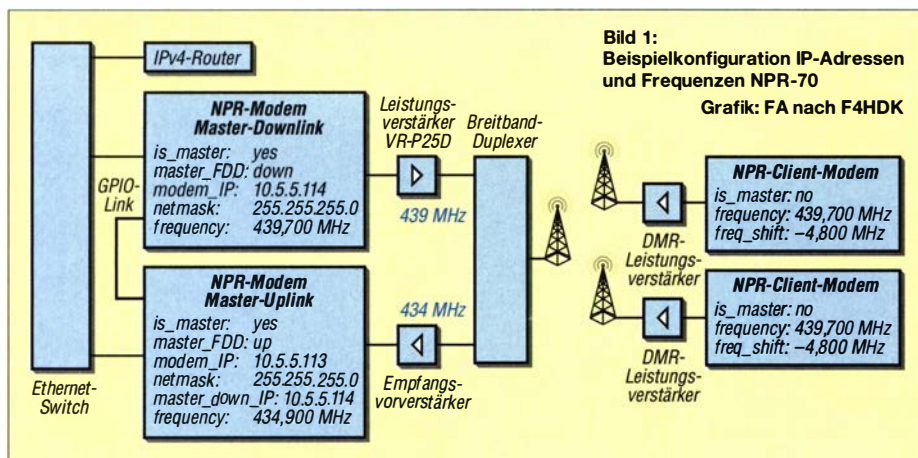 Bild 1:
Beispielkonfiguration IP-Adressen
und Frequenzen NPR-70
Grafik: FA nach F4HDK
IPv4-Router
NPR-Modem
Master-Downlink
is_master: yes
master_FDD: down
modem_IP: 10.5.5.114
netmask: 255.255.255.0
frequency: 439,700 MHz
GPIO-
Link
NPR-Modem
Master-Uplink
is_master: yes
master_FDD: up
modem_IP: 10.5.5.113
netmask: 255.255.255.0
master_down_IP: 10.5.5.114
frequency: 434,900 MHz
Ethernet-
Switch
Leistungs-
verstärker
VR-P25D
439 MHz
434 MHz
Empfangs-
vorverstärker
Breitband-
Duplexer
NPR-Client-Modem
is_master: no
frequency: 439,700 MHz
freq_shift: –4,800 MHz
DMR-
Leistungs-
verstärker
NPR-Client-Modem
is_master: no
frequency: 439,700 MHz
freq_shift: –4,800 MHz
DMR-
Leistungs-
verstärker